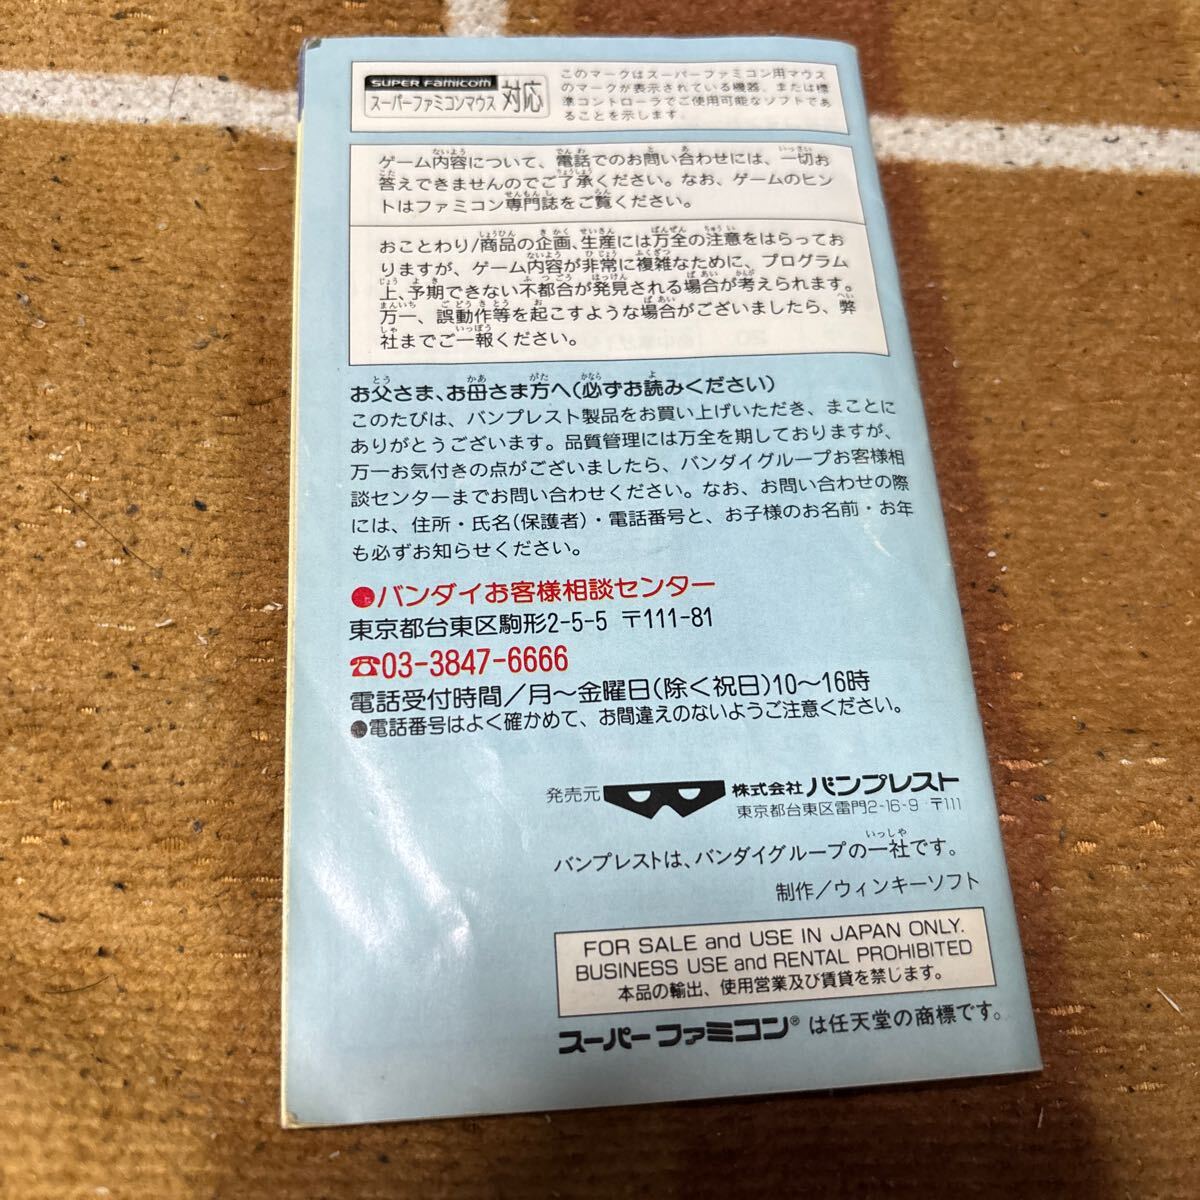 SUPER Famicom
スーパーファミコンマウス 対応
このマークはスーパーファミコン用マウス
のマークが表示されている機器、または標
準コントローラでご使用可能なソフトであ
ることを示します。
ゲーム内容について、電話でのお問い合わせには、一切お
答えできませんのでご了承ください。なお、ゲームのヒン
トはファミコン専門誌をご覧ください。
おことわり/商品の企画、生産には万全の注意をはらってお
りますが、ゲーム内容が非常に複雑なために、プログラム
上、予期できない不都合が発見される場合が考えられます。
万一、誤動作等を起こすような場合がございましたら、弊
社までご一報ください。
お父さま、お母さま方へ(必ずお読みください)
このたびは、バンプレスト製品をお買い上げいただき、まことに
ありがとうございます。品質管理には万全を期しておりますが、
万一お気付きの点がございましたら、バンダイグループお客様相
談センターまでお問い合わせください。なお、お問い合わせの際
には、住所・氏名(保護者)・電話番号と、お子様のお名前・お年
も必ずお知らせください。
●バンダイお客様相談センター
東京都台東区駒形2-5-5 〒111-81
☎03-3847-6666
電話受付時間/月〜金曜日(除く祝日)10〜16時
●電話番号はよく確かめて、お間違えのないようご注意ください。
発売元 株式会社 バンプレスト
東京都台東区雷門2-16-9 〒111
バンプレストは、バンダイグループの一社です。
制作/ウィンキーソフト
FOR SALE and USE IN JAPAN ONLY.
BUSINESS USE and RENTAL PROHIBITED
本品の輸出、使用営業及び賃貸を禁じます。
スーパーファミコン® は任天堂の商標です。